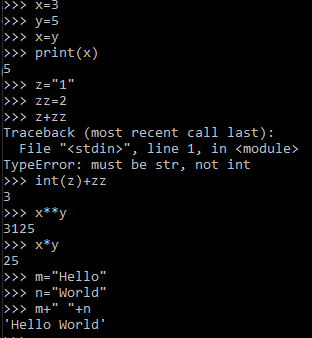 >>> x=3
>>> y=5
>>> x=y
>>> print(x)
5
>>> z="1"
>>> zz=2
>>> z+zz
Traceback (most recent call last):
  File "<stdin>", line 1, in <module>
TypeError: must be str, not int
>>> int(z)+zz
3
>>> x**y
3125
>>> x*y
25
>>> m="Hello"
>>> n="World"
>>> m+" "+n
'Hello World'